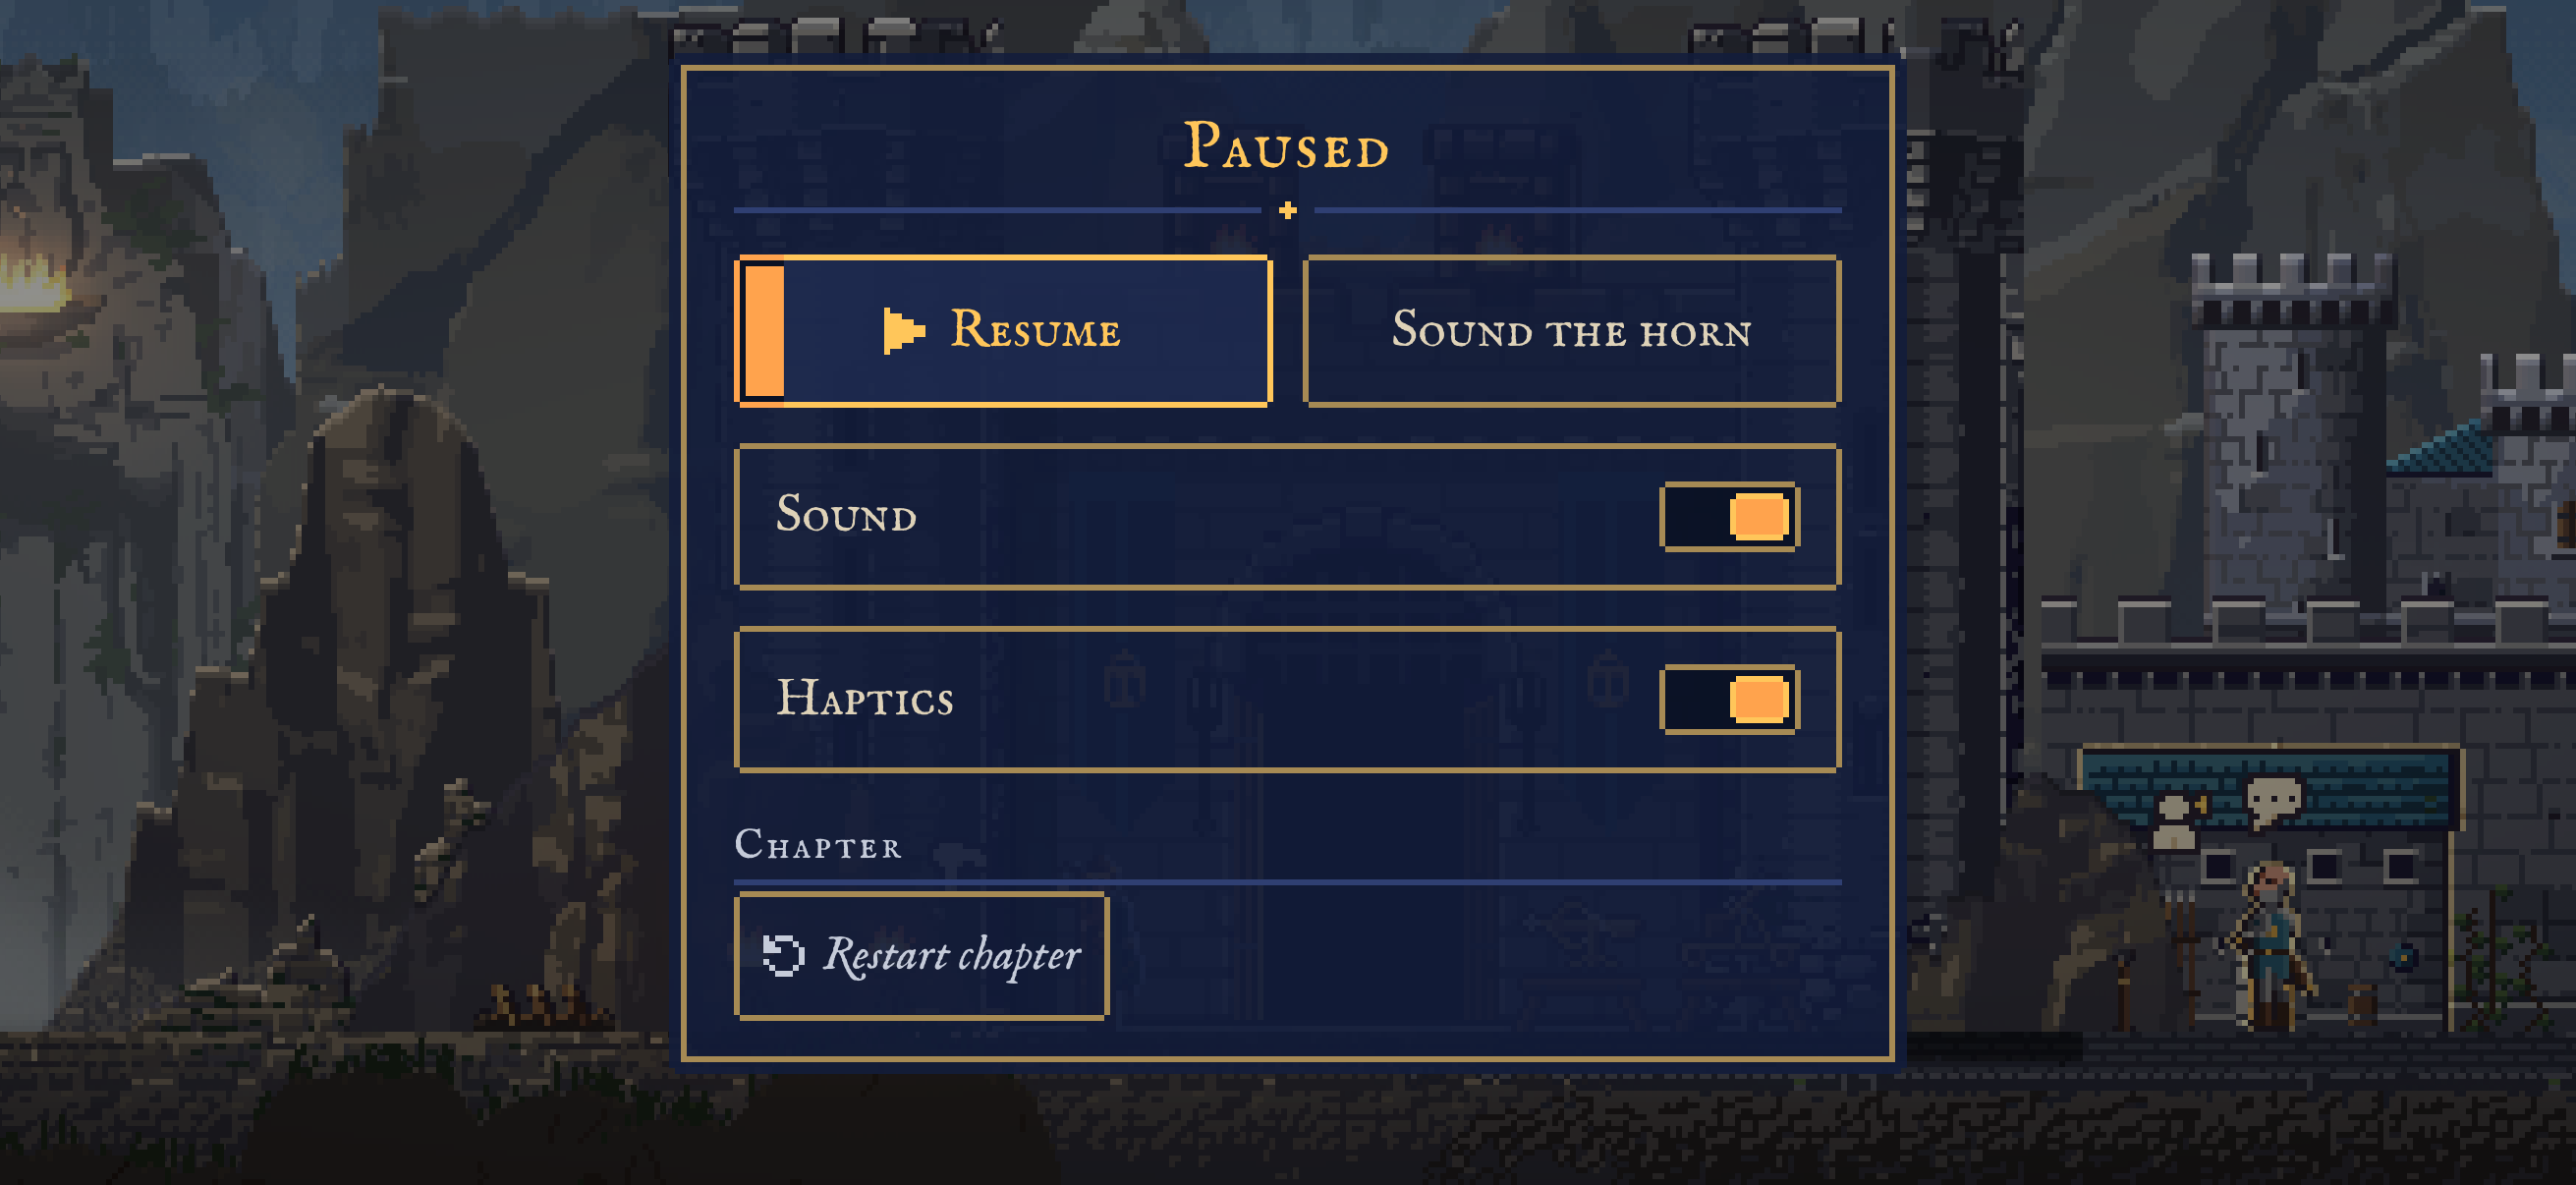 Paused
Resume
Sound the horn
Sound
Haptics
Chapter
Restart chapter